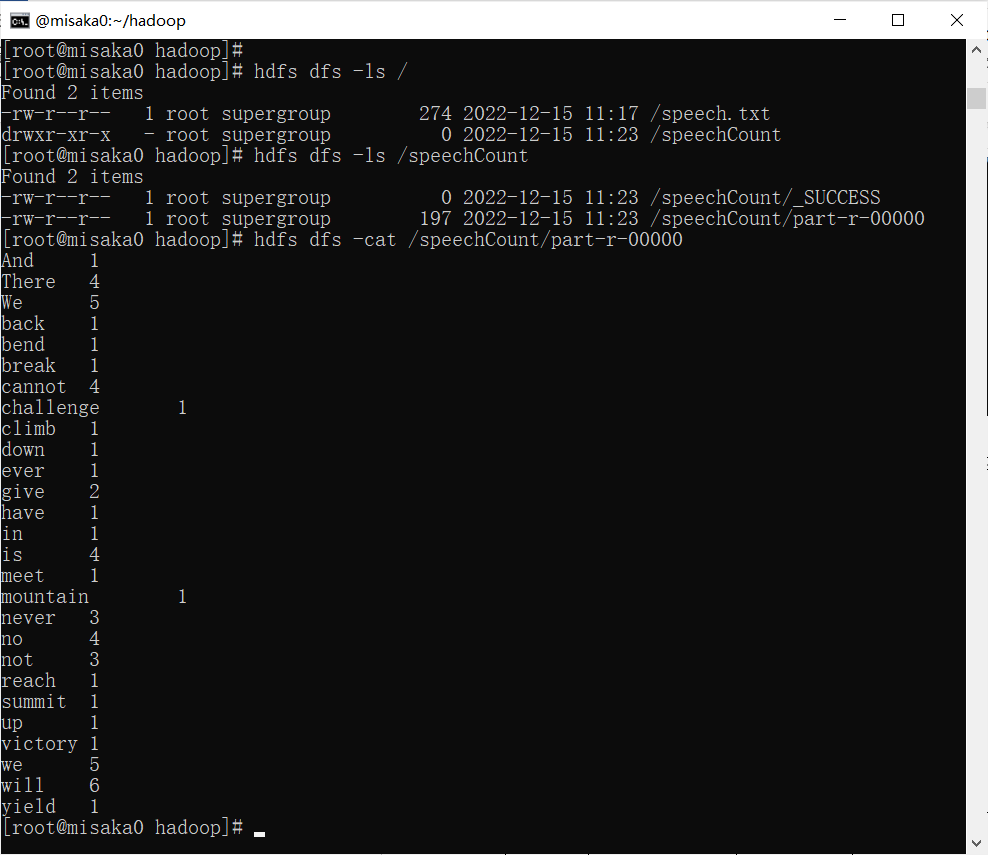 @misaka0:~/hadoop
[root@misaka0 hadoop]#
[root@misaka0 hadoop]# hdfs dfs -ls /
Found 2 items
-rw-r--r--   1 root supergroup        274 2022-12-15 11:17 /speech.txt
drwxr-xr-x   - root supergroup          0 2022-12-15 11:23 /speechCount
[root@misaka0 hadoop]# hdfs dfs -ls /speechCount
Found 2 items
-rw-r--r--   1 root supergroup          0 2022-12-15 11:23 /speechCount/_SUCCESS
-rw-r--r--   1 root supergroup        197 2022-12-15 11:23 /speechCount/part-r-00000
[root@misaka0 hadoop]# hdfs dfs -cat /speechCount/part-r-00000
And     1
There   4
We      5
back    1
bend    1
break   1
cannot  4
challenge       1
climb   1
down    1
ever    1
give    2
have    1
in      1
is      4
meet    1
mountain        1
never   3
no      4
not     3
reach   1
summit  1
up      1
victory 1
we      5
will    6
yield   1
[root@misaka0 hadoop]#